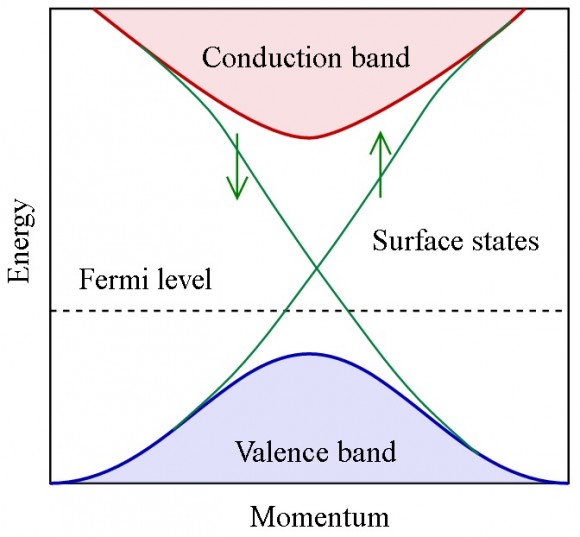 Conduction band
Surface states
Fermi level
Valence band
Energy
Momentum